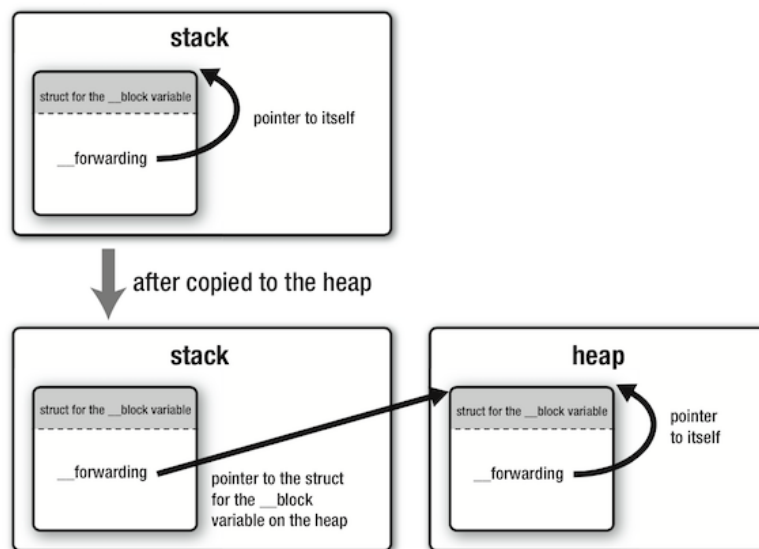 stack
struct for the __block variable
pointer to itself
__forwarding
after copied to the heap
stack
struct for the __block variable
__forwarding
pointer to the struct
for the __block
variable on the heap
heap
struct for the __block variable
pointer
to itself
__forwarding